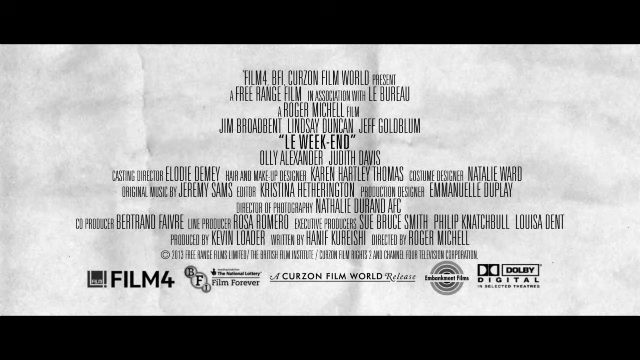 FILM4, BFI, CURZON FILM WORLD PRESENT
A FREE RANGE FILM IN ASSOCIATION WITH LE BUREAU
A ROGER MICHELL FILM
JIM BROADBENT LINDSAY DUNCAN JEFF GOLDBLUM
"LE WEEK-END"
OLLY ALEXANDER JUDITH DAVIS
CASTING DIRECTOR ELODIE DEMEY HAIR AND MAKE UP DESIGNER KAREN HARTLEY THOMAS COSTUME DESIGNER NATALIE WARD
ORIGINAL MUSIC BY JEREMY SAMS EDITOR KRISTINA HETHERINGTON PRODUCTION DESIGNER EMMANUELLE DUPLAY
DIRECTOR OF PHOTOGRAPHY NATHALIE DURAND AFC
CO PRODUCER BERTRAND FAIVRE LINE PRODUCER ROSA ROMERO EXECUTIVE PRODUCERS SUE BRUCE SMITH PHILIP KNATCHBULL LOUISA DENT
PRODUCED BY KEVIN LOADER WRITTEN BY HANIF KUREISHI DIRECTED BY ROGER MICHELL
© 2013 FREE RANGE FILMS LIMITED/ THE BRITISH FILM INSTITUTE / CURZON FILM RIGHTS 2 AND CHANNEL FOUR TELEVISION CORPORATION.
FILM4 BFI The National Lottery Film Forever A CURZON FILM WORLD Release Embankment Films DOLBY DIGITAL IN SELECTED THEATRES